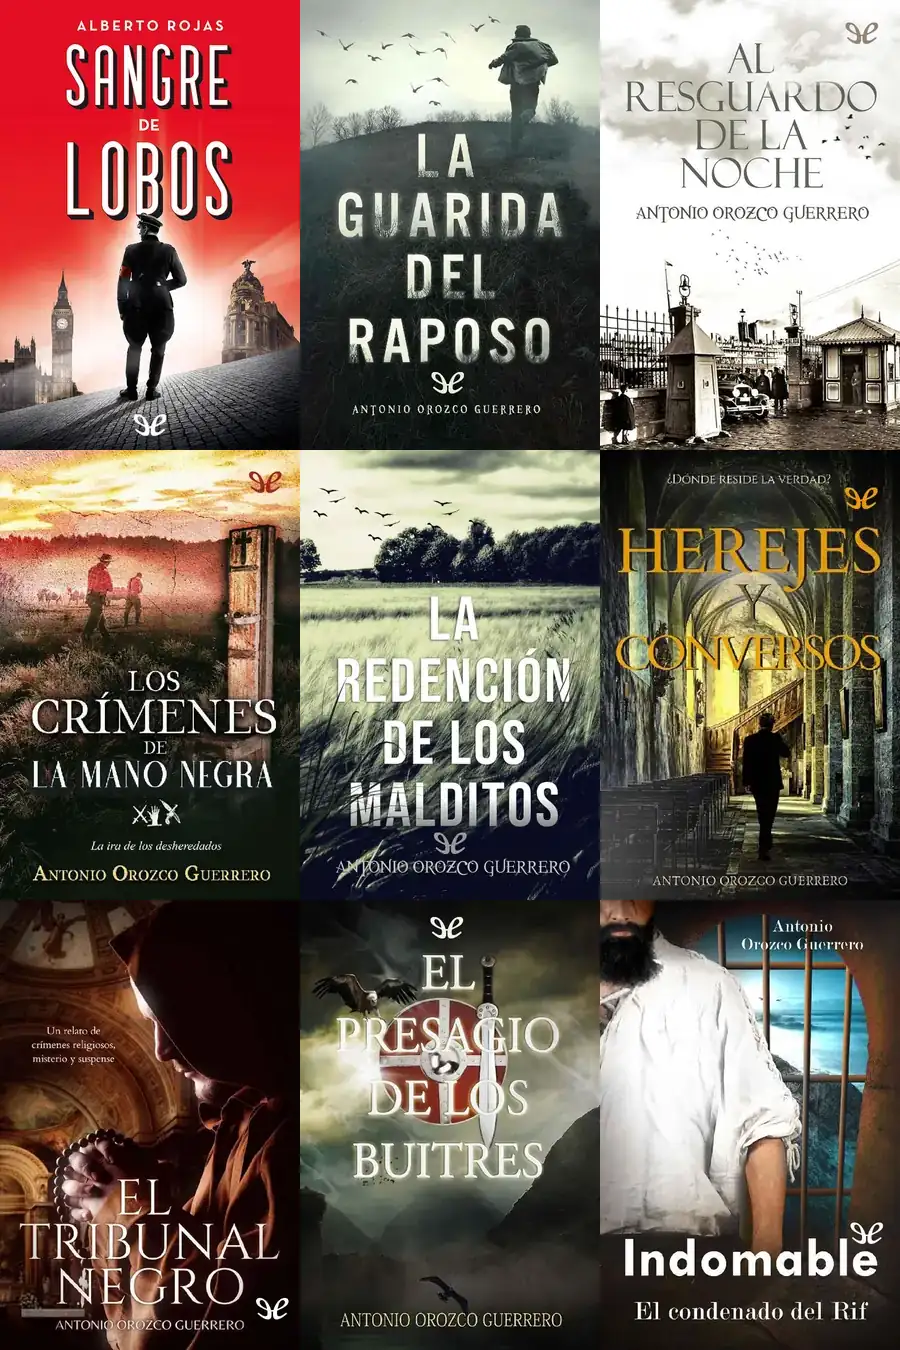 ALBERTO ROJAS
SANGRE
DE
LOBOS
LA
GUARIDA
DEL
RAPOSO
ANTONIO OROZCO GUERRERO
AL
RESGUARDO
DE LA
NOCHE
ANTONIO OROZCO GUERRERO
LOS
CRÍMENES
DE
LA MANO NEGRA
La ira de los desheredados
ANTONIO OROZCO GUERRERO
LA
REDENCIÓN
DE LOS
MALDITOS
ANTONIO OROZCO GUERRERO
¿DÓNDE RESIDE LA VERDAD?
HEREJES
Y
CONVERSOS
ANTONIO OROZCO GUERRERO
Un relato de
crímenes religiosos,
misterio y suspense
EL
TRIBUNAL
NEGRO
ANTONIO OROZCO GUERRERO
EL
PRESAGIO
DE LOS
BUITRES
ANTONIO OROZCO GUERRERO
Antonio
Orozco Guerrero
Indomable
El condenado del Rif